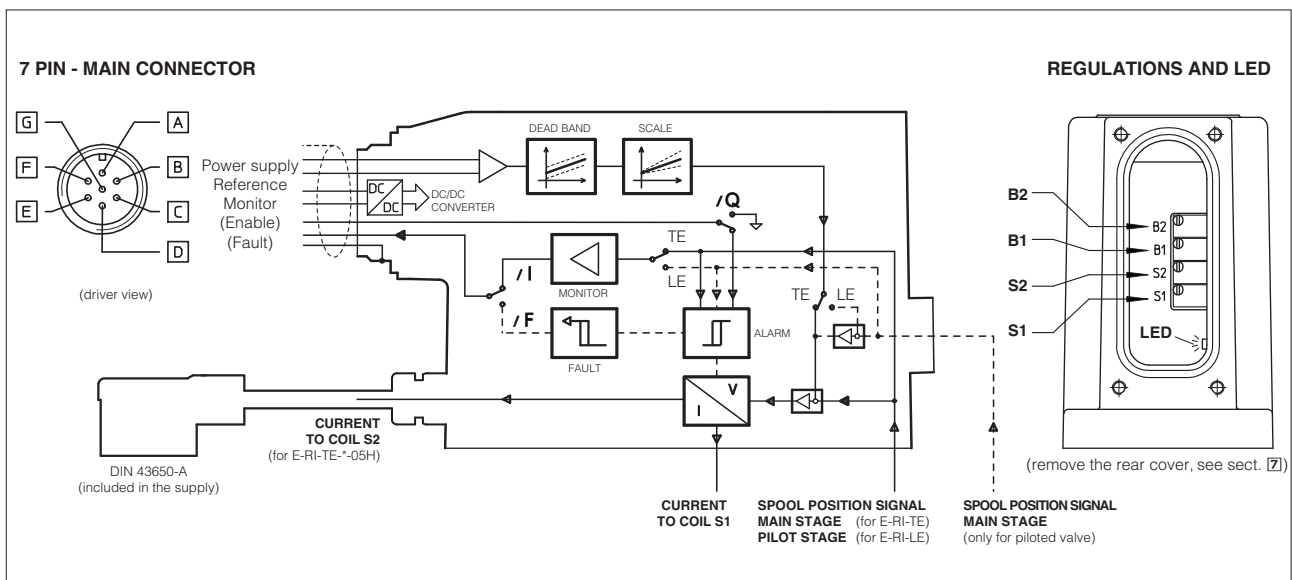 7 PIN - MAIN CONNECTOR
REGULATIONS AND LED
G
A
F
B
E
C
D
(driver view)
Power supply
Reference
Monitor
(Enable)
(Fault)
DEAD BAND
SCALE
DC
DC
DC/DC
CONVERTER
/Q
TE
LE
/I
MONITOR
/F
FAULT
TE
LE
ALARM
V
I
CURRENT
TO COIL S2
(for E-RI-TE-*-05H)
DIN 43650-A
(included in the supply)
CURRENT
TO COIL S1
SPOOL POSITION SIGNAL
MAIN STAGE (for E-RI-TE)
PILOT STAGE (for E-RI-LE)
SPOOL POSITION SIGNAL
MAIN STAGE
(only for piloted valve)
B2
B2
B1
B1
S2
S2
S1
S1
LED
(remove the rear cover, see sect. 7)